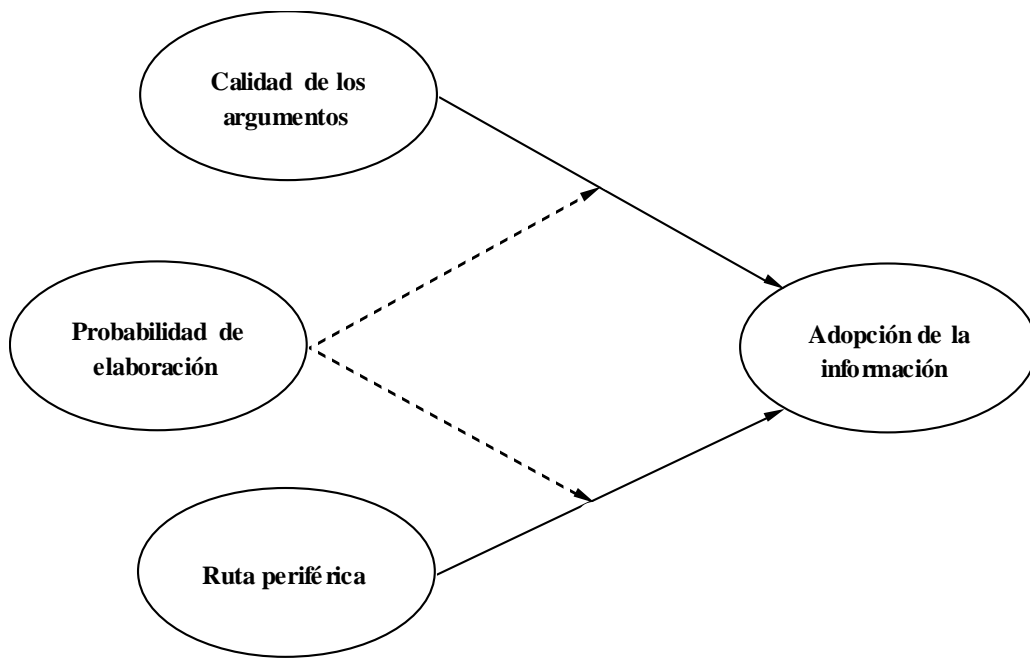 Calidad de los
argumentos
Probabilidad de
elaboración
Adopción de la
información
Ruta periférica